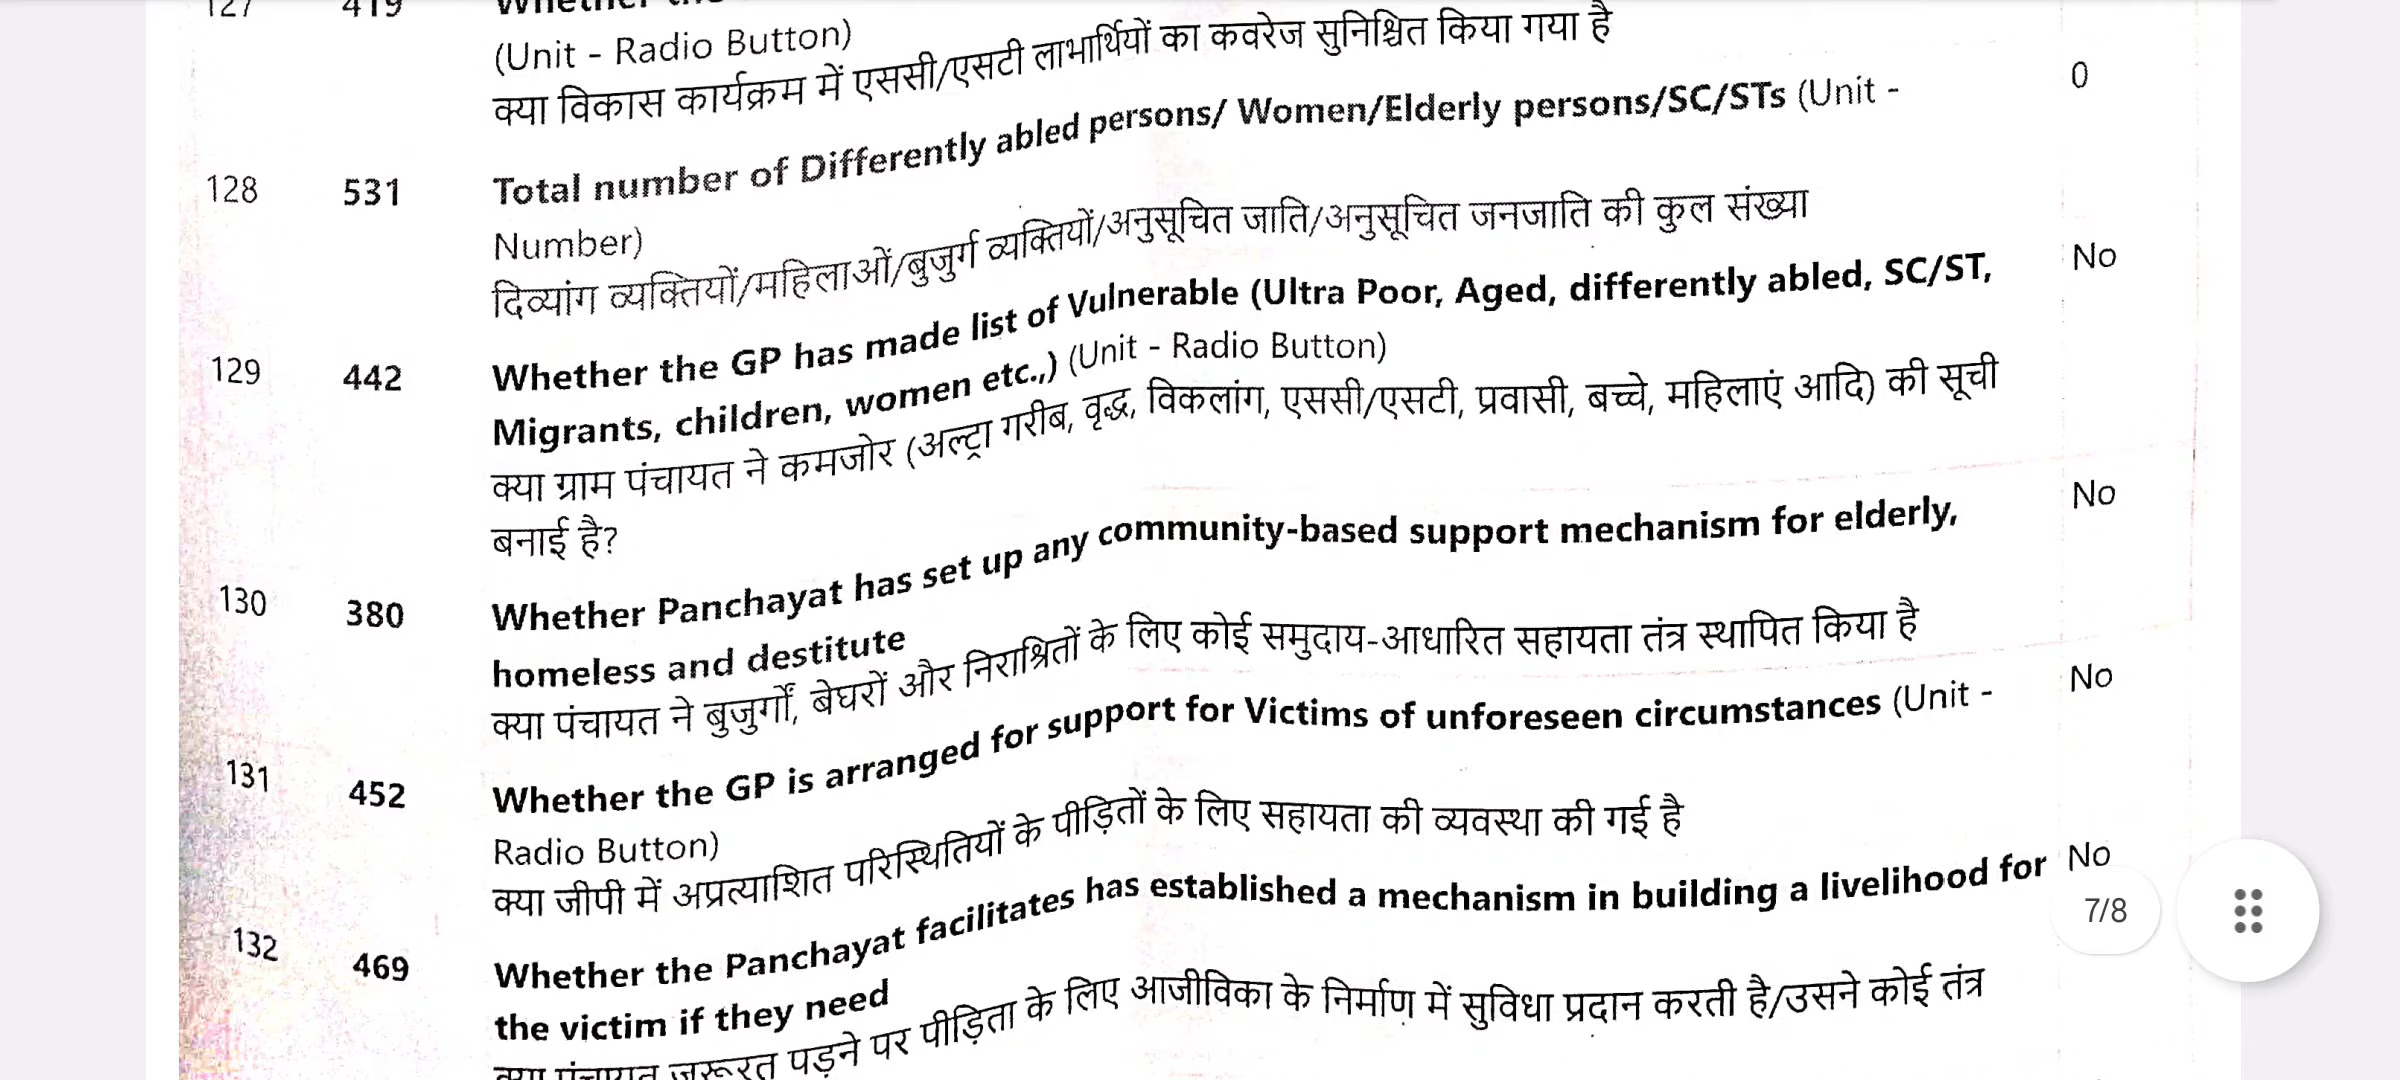 127 419 Whether the
(Unit - Radio Button)
क्या विकास कार्यक्रम में एससी/एसटी लाभार्थियों का कवरेज सुनिश्चित किया गया है
128 531 Total number of Differently abled persons/ Women/Elderly persons/SC/STs (Unit - 0
Number)
दिव्यांग व्यक्तियों/महिलाओं/बुजुर्ग व्यक्तियों/अनुसूचित जाति/अनुसूचित जनजाति की कुल संख्या
129 442 Whether the GP has made list of Vulnerable (Ultra Poor, Aged, differently abled, SC/ST, No
Migrants, children, women etc.,) (Unit - Radio Button)
क्या ग्राम पंचायत ने कमजोर (अल्ट्रा गरीब, वृद्ध, विकलांग, एससी/एसटी, प्रवासी, बच्चे, महिलाएं आदि) की सूची
बनाई है?
130 380 Whether Panchayat has set up any community-based support mechanism for elderly, No
homeless and destitute
क्या पंचायत ने बुजुर्गों, बेघरों और निराश्रितों के लिए कोई समुदाय-आधारित सहायता तंत्र स्थापित किया है
131 452 Whether the GP is arranged for support for Victims of unforeseen circumstances (Unit - No
Radio Button)
क्या जीपी में अप्रत्याशित परिस्थितियों के पीड़ितों के लिए सहायता की व्यवस्था की गई है
132 469 Whether the Panchayat facilitates has established a mechanism in building a livelihood for No
the victim if they need
क्या पंचायत जरूरत पड़ने पर पीड़िता के लिए आजीविका के निर्माण में सुविधा प्रदान करती है/उसने कोई तंत्र
7/8